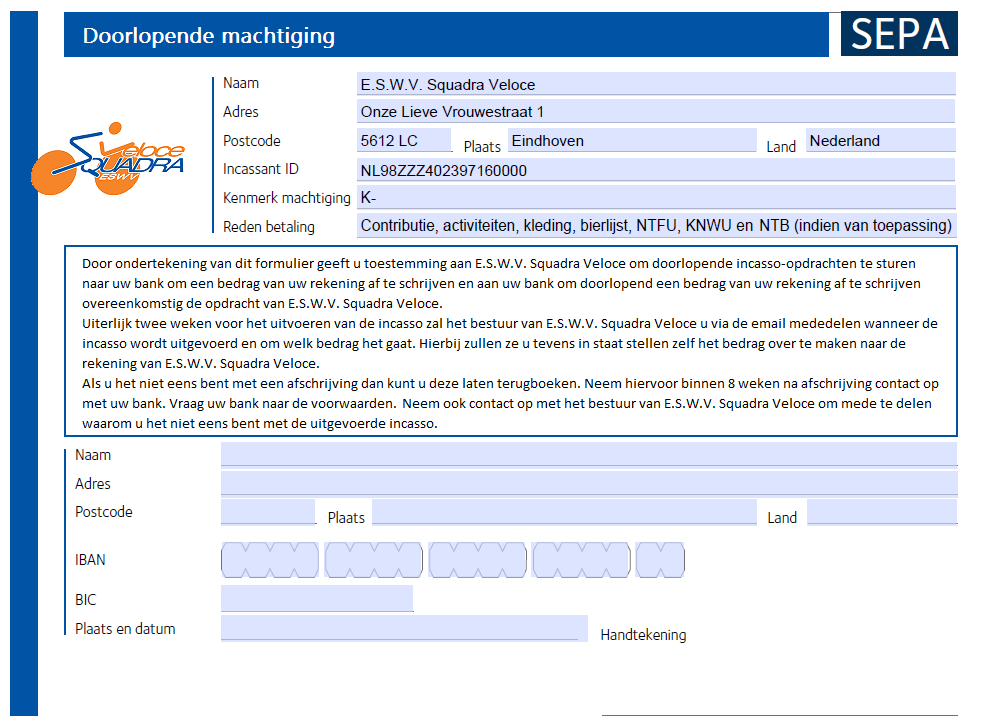 Doorlopende machtiging
SEPA
Veloce
SQUADRA
ESWV
Naam E.S.W.V. Squadra Veloce
Adres Onze Lieve Vrouwestraat 1
Postcode 5612 LC Plaats Eindhoven Land Nederland
Incassant ID NL98ZZZ402397160000
Kenmerk machtiging K-
Reden betaling Contributie, activiteiten, kleding, bierlijst, NTFU, KNWU en NTB (indien van toepassing)
Door ondertekening van dit formulier geeft u toestemming aan E.S.W.V. Squadra Veloce om doorlopende incasso-opdrachten te sturen
naar uw bank om een bedrag van uw rekening af te schrijven en aan uw bank om doorlopend een bedrag van uw rekening af te schrijven
overeenkomstig de opdracht van E.S.W.V. Squadra Veloce.
Uiterlijk twee weken voor het uitvoeren van de incasso zal het bestuur van E.S.W.V. Squadra Veloce u via de email mededelen wanneer de
incasso wordt uitgevoerd en om welk bedrag het gaat. Hierbij zullen ze u tevens in staat stellen zelf het bedrag over te maken naar de
rekening van E.S.W.V. Squadra Veloce.
Als u het niet eens bent met een afschrijving dan kunt u deze laten terugboeken. Neem hiervoor binnen 8 weken na afschrijving contact op
met uw bank. Vraag uw bank naar de voorwaarden. Neem ook contact op met het bestuur van E.S.W.V. Squadra Veloce om mede te delen
waarom u het niet eens bent met de uitgevoerde incasso.
Naam
Adres
Postcode Plaats Land
IBAN
BIC
Plaats en datum Handtekening